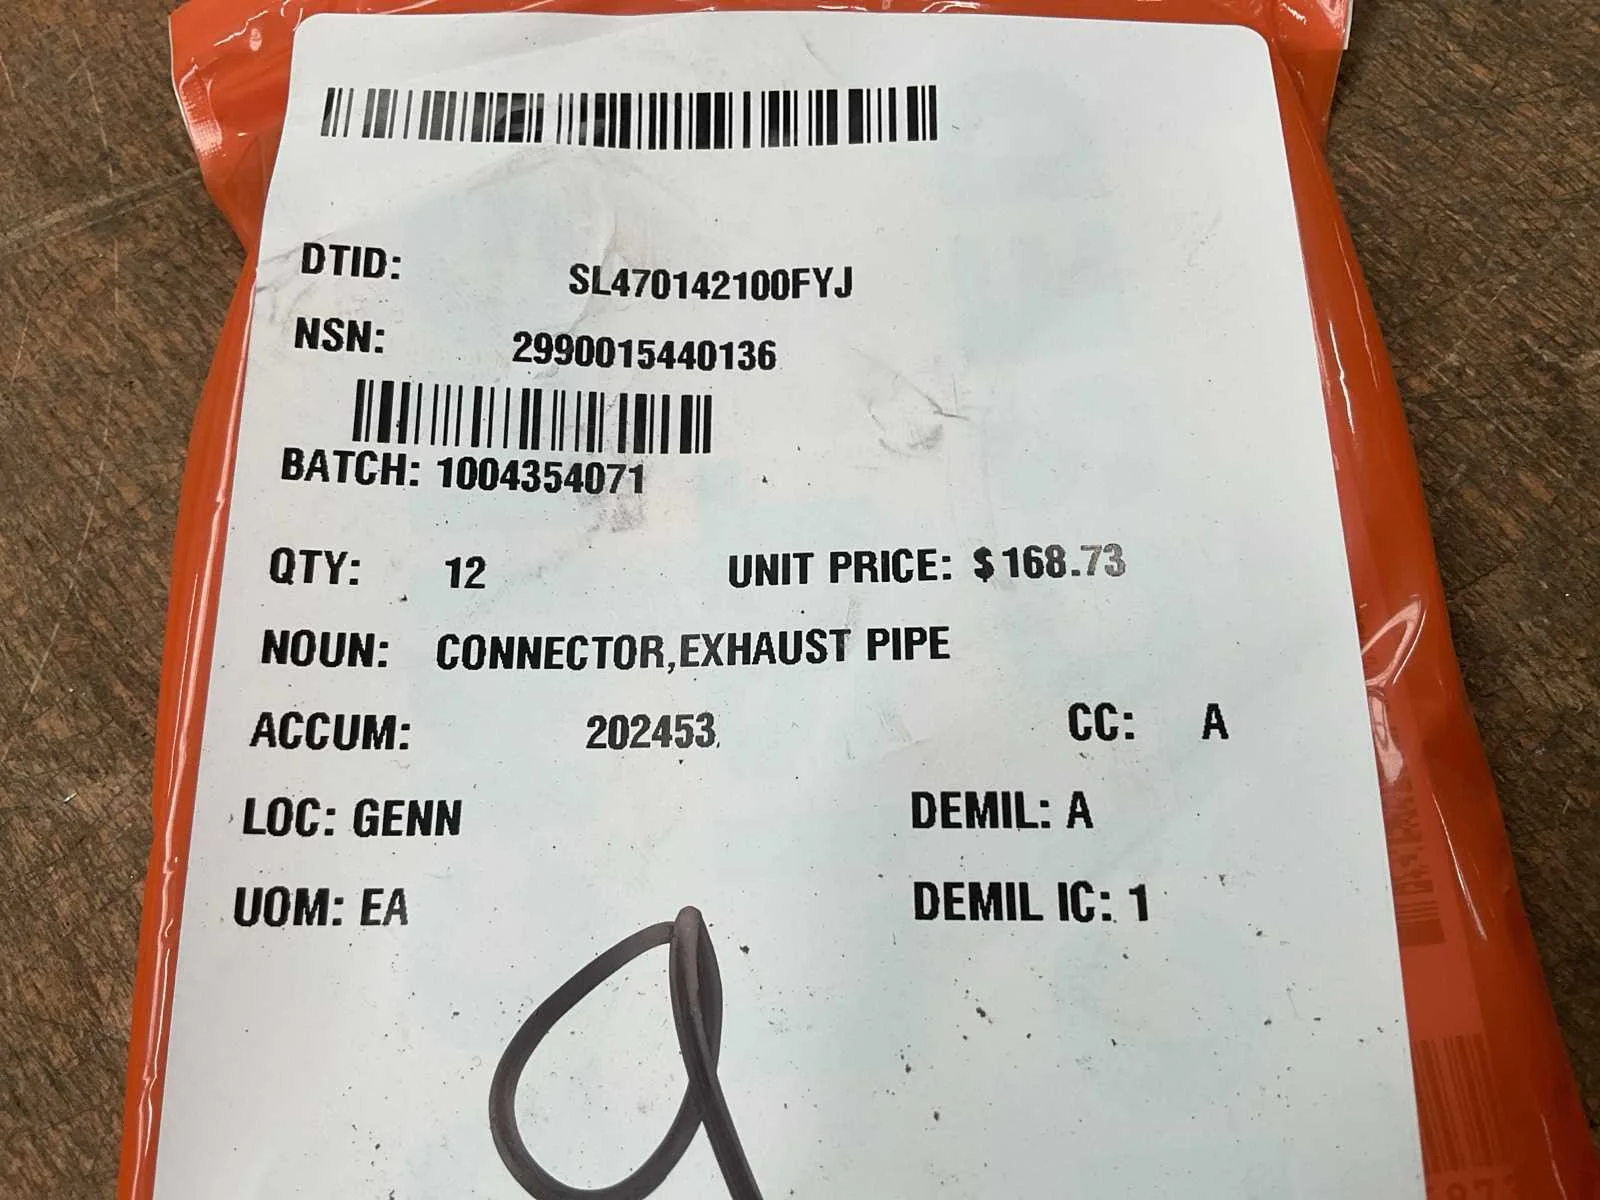 DTID: SL470142100FYJ
NSN: 2990015440136
BATCH: 1004354071
QTY: 12 UNIT PRICE: $168.73
NOUN: CONNECTOR,EXHAUST PIPE
ACCUM: 202453
CC: A
LOC: GENN DEMIL: A
UOM: EA DEMIL IC: 1
9